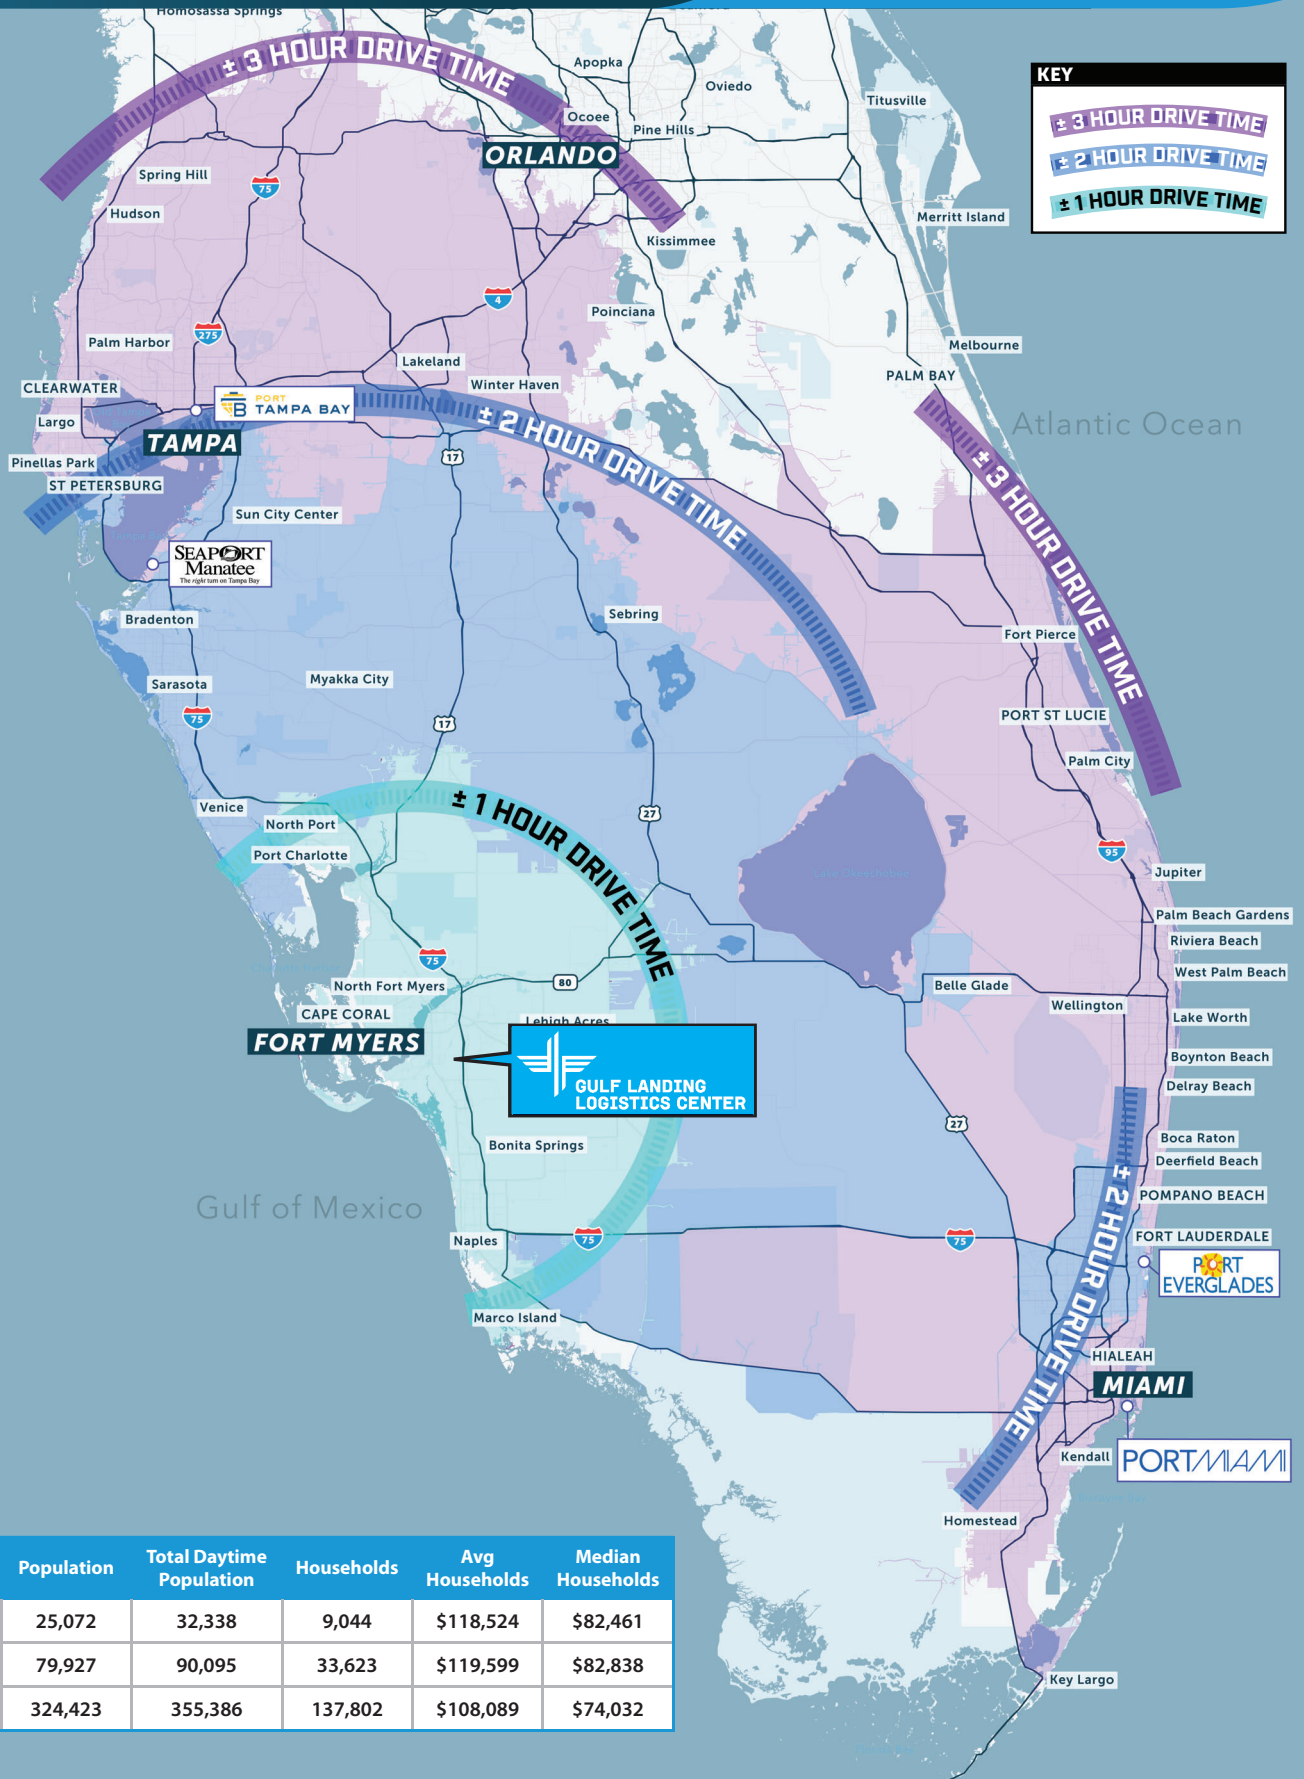 Homosassa Springs
± 3 HOUR DRIVE TIME
Apopka
Oviedo
Titusville
KEY
± 3 HOUR DRIVE TIME
± 2 HOUR DRIVE TIME
± 1 HOUR DRIVE TIME
Ocoee
Pine Hills
ORLANDO
Spring Hill
75
Hudson
Merritt Island
Kissimmee
4
Poinciana
275
Palm Harbor
Melbourne
Lakeland
PALM BAY
Winter Haven
CLEARWATER
PORT
TAMPA BAY
Largo
Atlantic Ocean
TAMPA
± 2 HOUR DRIVE TIME
17
Pinellas Park
ST PETERSBURG
± 3 HOUR DRIVE TIME
Sun City Center
SEAPORT
Manatee
The right turn on Tampa Bay
Bradenton
Sebring
Fort Pierce
Sarasota
Myakka City
75
17
PORT ST LUCIE
Palm City
Venice
North Port
± 1 HOUR DRIVE TIME
27
Port Charlotte
95
Lake Okeechobee
Jupiter
Palm Beach Gardens
Riviera Beach
75
West Palm Beach
North Fort Myers
80
Belle Glade
Wellington
CAPE CORAL
Lehigh Acres
Lake Worth
FORT MYERS
GULF LANDING
LOGISTICS CENTER
Boynton Beach
Delray Beach
27
Bonita Springs
Boca Raton
Deerfield Beach
± 2 HOUR DRIVE TIME
POMPANO BEACH
Gulf of Mexico
Naples
75
75
FORT LAUDERDALE
PORT
EVERGLADES
Marco Island
HIALEAH
MIAMI
Kendall
PORTMIAMI
Homestead
Key Largo
Population Total Daytime Population Households Avg Households Median Households
25,072 32,338 9,044 $118,524 $82,461
79,927 90,095 33,623 $119,599 $82,838
324,423 355,386 137,802 $108,089 $74,032